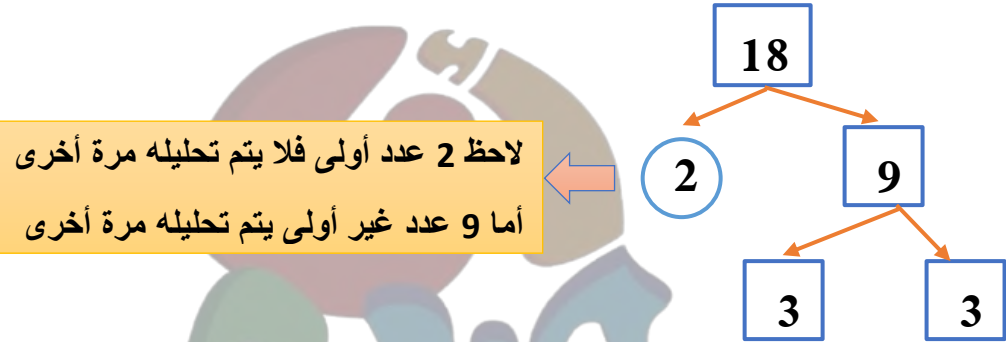 18
لاحظ 2 عدد أولى فلا يتم تحليله مرة أخرى
2
9
أما 9 عدد غير أولى يتم تحليله مرة أخرى
3
3